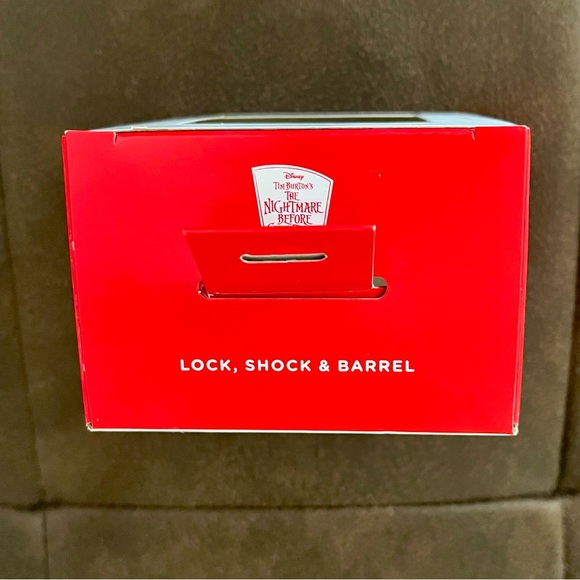 Disney
TIM BURTON'S
THE
NIGHTMARE
BEFORE
LOCK, SHOCK & BARREL